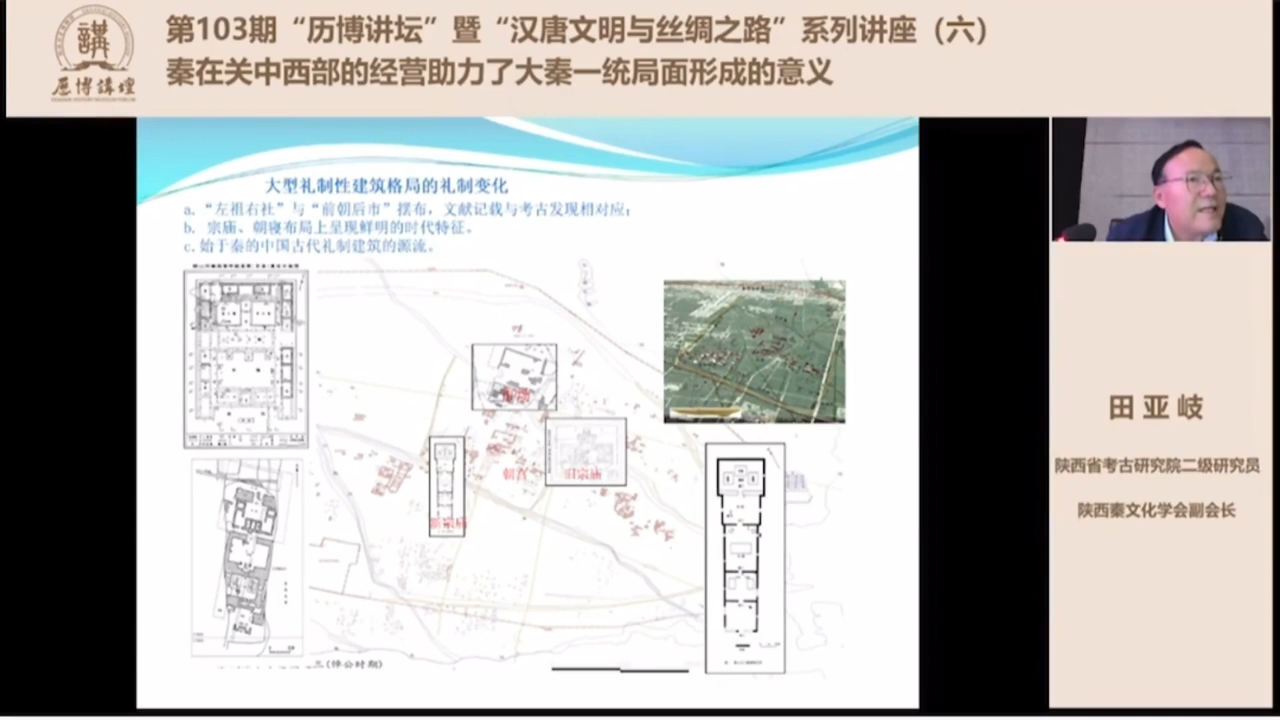 第103期“历博讲坛”暨“汉唐文明与丝绸之路”系列讲座（六）
秦在关中西部的经营助力了大秦一统局面形成的意义
講
历博講壇
大型礼制性建筑格局的礼制变化
a. “左祖右社”与“前朝后市”摆布，文献记载与考古发现相对应；
b. 宗庙、朝寝布局上呈现鲜明的时代特征。
c. 始于秦的中国古代礼制建筑的源流。
旧宗庙
田亚岐
陕西省考古研究院二级研究员
陕西秦文化学会副会长